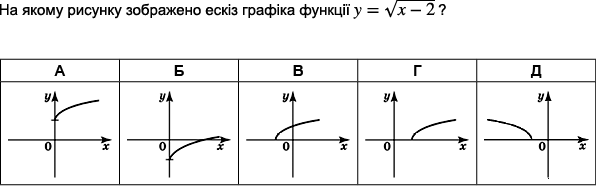 На якому рисунку зображено ескіз графіка функції y = √x − 2 ?
А Б В Г Д
y y y y y
0 x 0 x 0 x 0 x 0 x